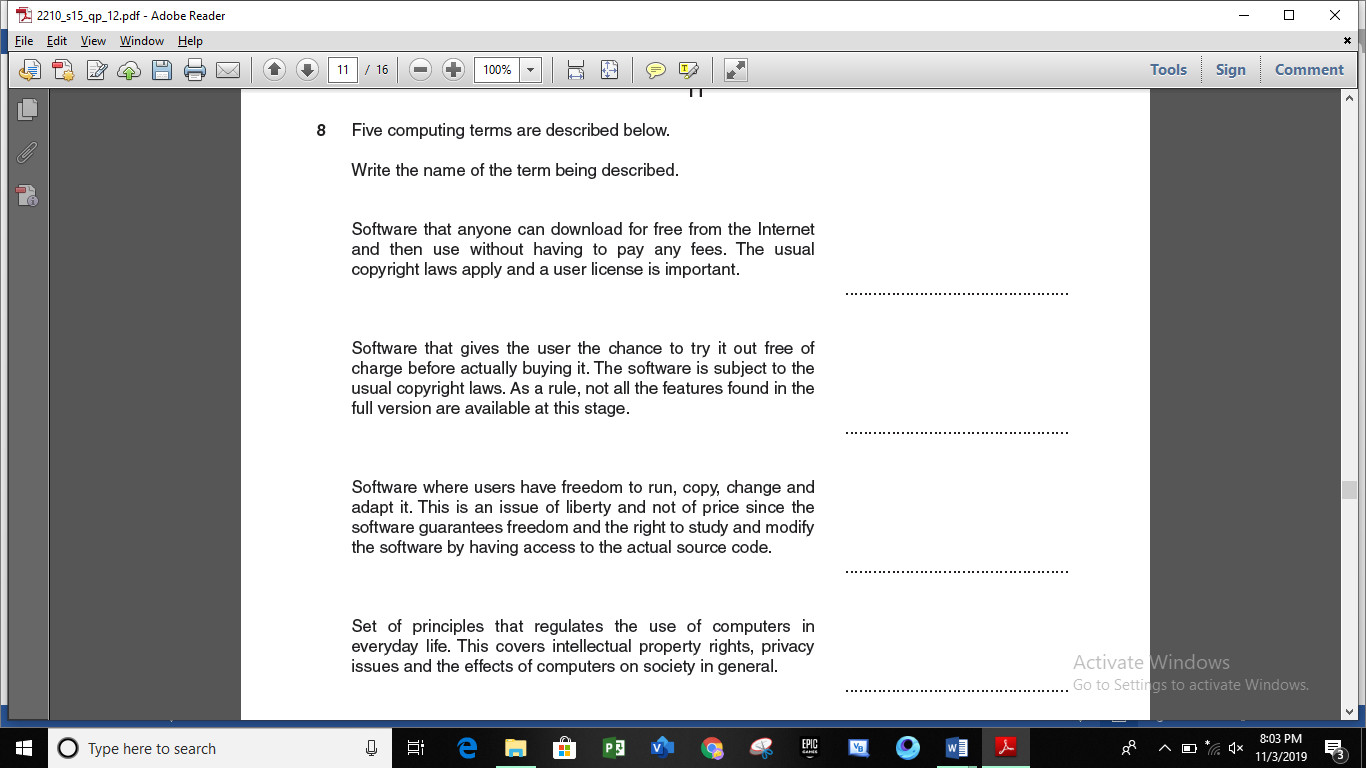 2210_s15_qp_12.pdf - Adobe Reader
File Edit View Window Help
11 / 16 100% Tools Sign Comment
8 Five computing terms are described below.
Write the name of the term being described.
Software that anyone can download for free from the Internet
and then use without having to pay any fees. The usual
copyright laws apply and a user license is important.
Software that gives the user the chance to try it out free of
charge before actually buying it. The software is subject to the
usual copyright laws. As a rule, not all the features found in the
full version are available at this stage.
Software where users have freedom to run, copy, change and
adapt it. This is an issue of liberty and not of price since the
software guarantees freedom and the right to study and modify
the software by having access to the actual source code.
Set of principles that regulates the use of computers in
everyday life. This covers intellectual property rights, privacy
issues and the effects of computers on society in general.
Activate Windows
Go to Settings to activate Windows.
Type here to search
8:03 PM
11/3/2019
3